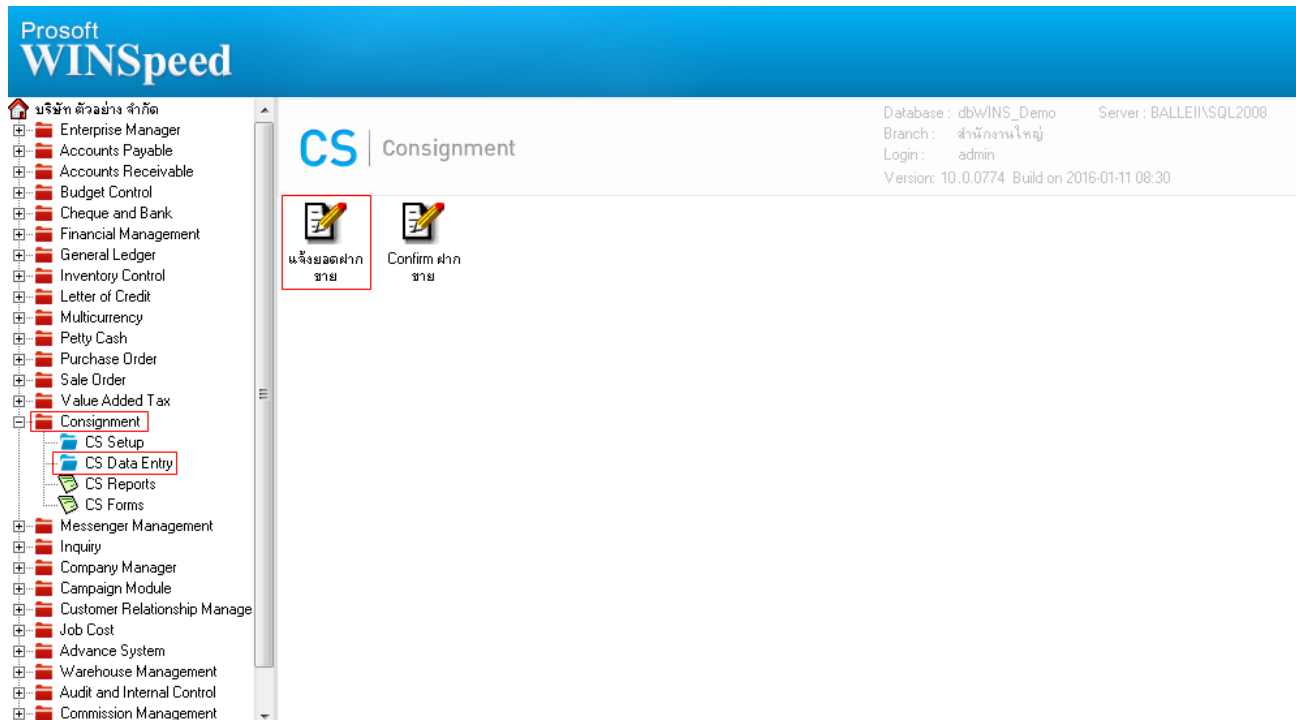 Prosoft
WINSpeed
บริษัท ตัวอย่าง จำกัด
Enterprise Manager
Accounts Payable
Accounts Receivable
Budget Control
Cheque and Bank
Financial Management
General Ledger
Inventory Control
Letter of Credit
Multicurrency
Petty Cash
Purchase Order
Sale Order
Value Added Tax
Consignment
CS Setup
CS Data Entry
CS Reports
CS Forms
Messenger Management
Inquiry
Company Manager
Campaign Module
Customer Relationship Manage
Job Cost
Advance System
Warehouse Management
Audit and Internal Control
Commission Management
CS Consignment
Database : dbWINS_Demo Server : BALLEII\SQL2008
Branch : สำนักงานใหญ่
Login : admin
Version: 10.0.0774 Build on 2016-01-11 08:30
แจ้งยอดฝาก
ขาย
Confirm ฝาก
ขาย